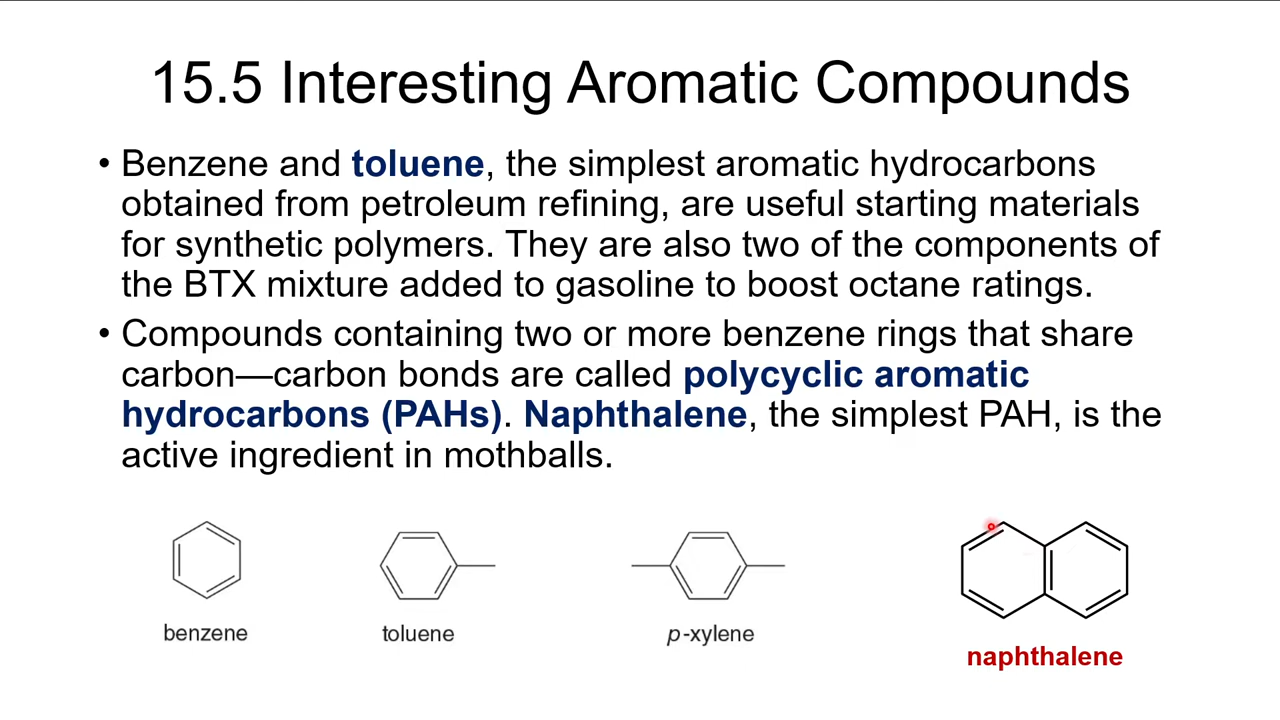 15.5 Interesting Aromatic Compounds
• Benzene and toluene, the simplest aromatic hydrocarbons
obtained from petroleum refining, are useful starting materials
for synthetic polymers. They are also two of the components of
the BTX mixture added to gasoline to boost octane ratings.
• Compounds containing two or more benzene rings that share
carbon—carbon bonds are called polycyclic aromatic
hydrocarbons (PAHs). Naphthalene, the simplest PAH, is the
active ingredient in mothballs.
benzene
toluene
p-xylene
naphthalene